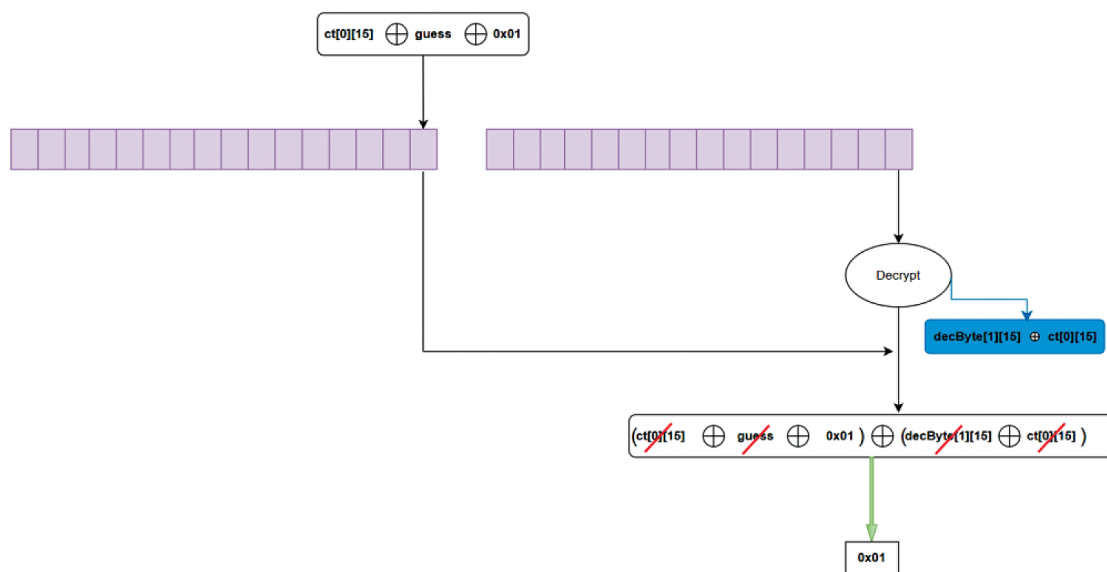 ct[0][15] ⊕ guess ⊕ 0x01
Decrypt
decByte[1][15] ⊕ ct[0][15]
(ct[0][15] ⊕ guess ⊕ 0x01 ) ⊕ (decByte[1][15] ⊕ ct[0][15] )
0x01